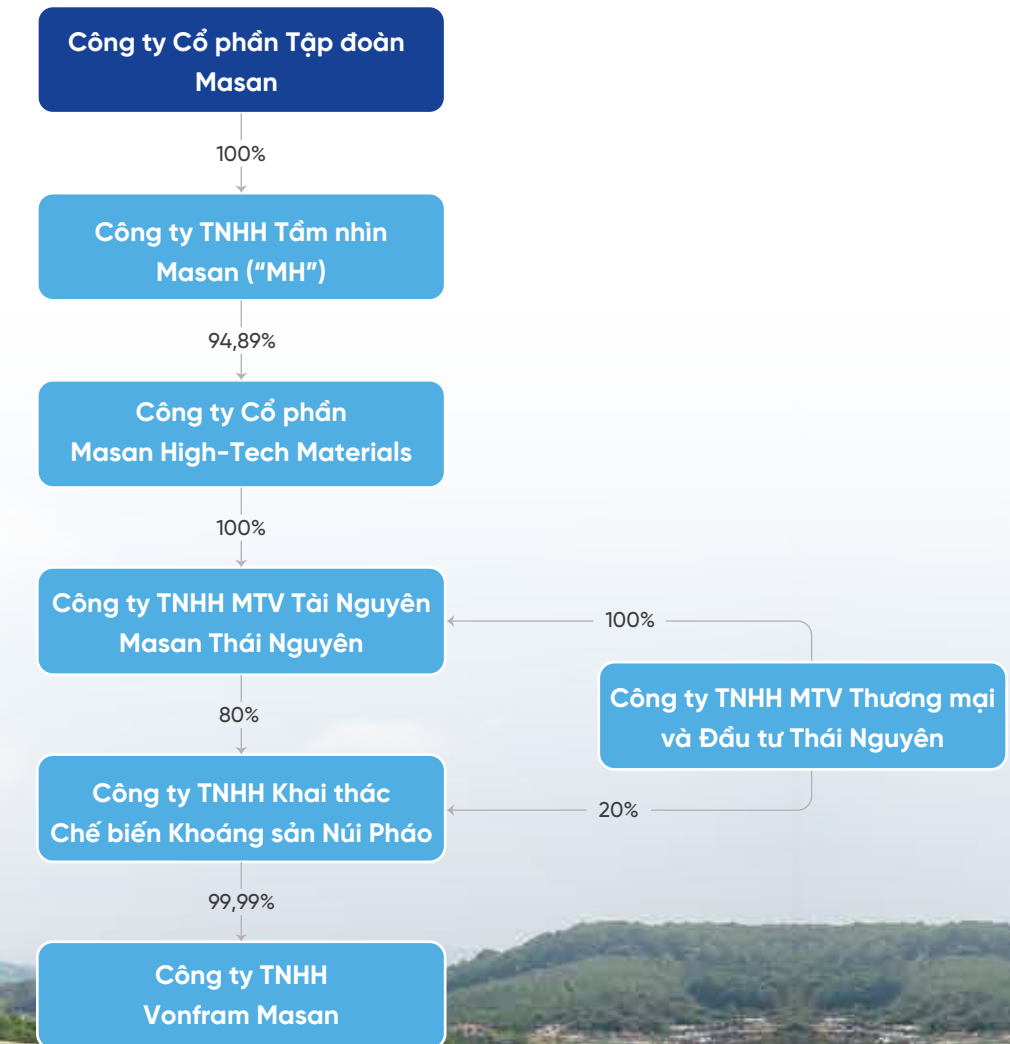 Công ty Cổ phần Tập đoàn
Masan
100%
Công ty TNHH Tầm nhìn
Masan (“MH”)
94,89%
Công ty Cổ phần
Masan High-Tech Materials
100%
Công ty TNHH MTV Tài Nguyên
Masan Thái Nguyên
100%
Công ty TNHH MTV Thương mại
và Đầu tư Thái Nguyên
80%
20%
Công ty TNHH Khai thác
Chế biến Khoáng sản Núi Pháo
99,99%
Công ty TNHH
Vonfram Masan